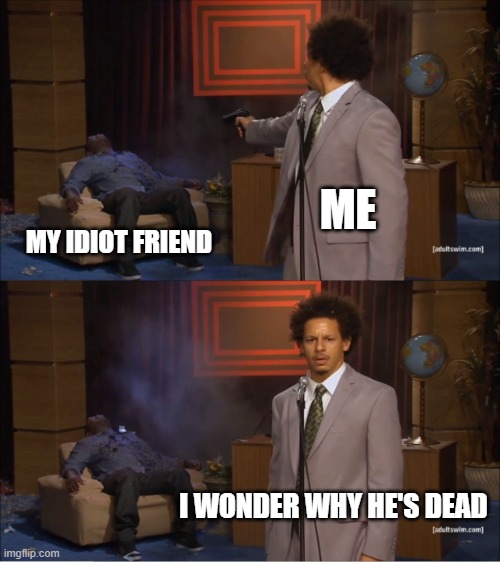 ME
MY IDIOT FRIEND
[adultswim.com]
I WONDER WHY HE'S DEAD
[adultswim.com]
imgflip.com